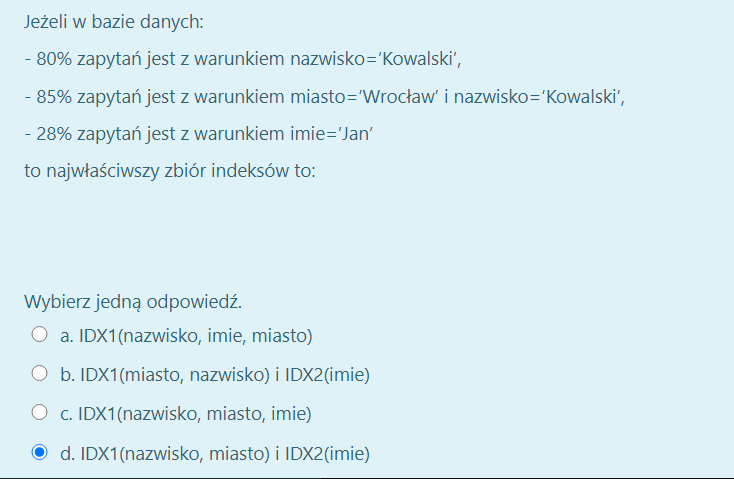 Jeżeli w bazie danych:
- 80% zapytań jest z warunkiem nazwisko='Kowalski',
- 85% zapytań jest z warunkiem miasto='Wrocław' i nazwisko='Kowalski',
- 28% zapytań jest z warunkiem imie='Jan'
to najwłaściwszy zbiór indeksów to:
Wybierz jedną odpowiedź.
a. IDX1(nazwisko, imie, miasto)
b. IDX1(miasto, nazwisko) i IDX2(imie)
c. IDX1(nazwisko, miasto, imie)
d. IDX1(nazwisko, miasto) i IDX2(imie)